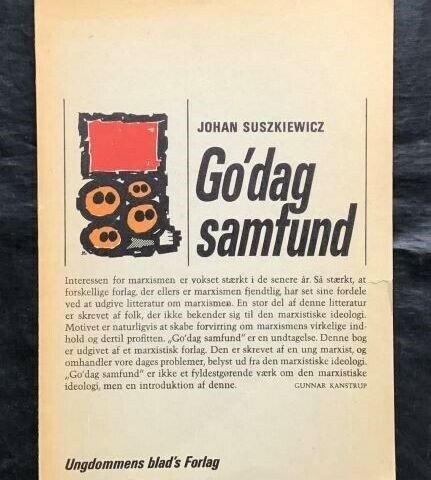 JOHAN SUSZKIEWICZ
Go'dag
samfund
Interessen for marxismen er vokset stærkt i de senere år. Så stærkt, at
forskellige forlag, der ellers er marxismen fjendtlig, har set sine fordele
ved at udgive litteratur om marxismen. En stor del af denne litteratur
er skrevet af folk, der ikke bekender sig til den marxistiske ideologi.
Motivet er naturligvis at skabe forvirring om marxismens virkelige ind-
hold og dertil profitten. „Go'dag samfund" er en undtagelse. Denne bog
er udgivet af et marxistisk forlag. Den er skrevet af en ung marxist, og
omhandler vore dages problemer, belyst ud fra den marxistiske ideologi.
„Go'dag samfund" er ikke et fyldestgørende værk om den marxistiske
ideologi, men en introduktion af denne. GUNNAR KANSTRUP
Ungdommens blad's Forlag